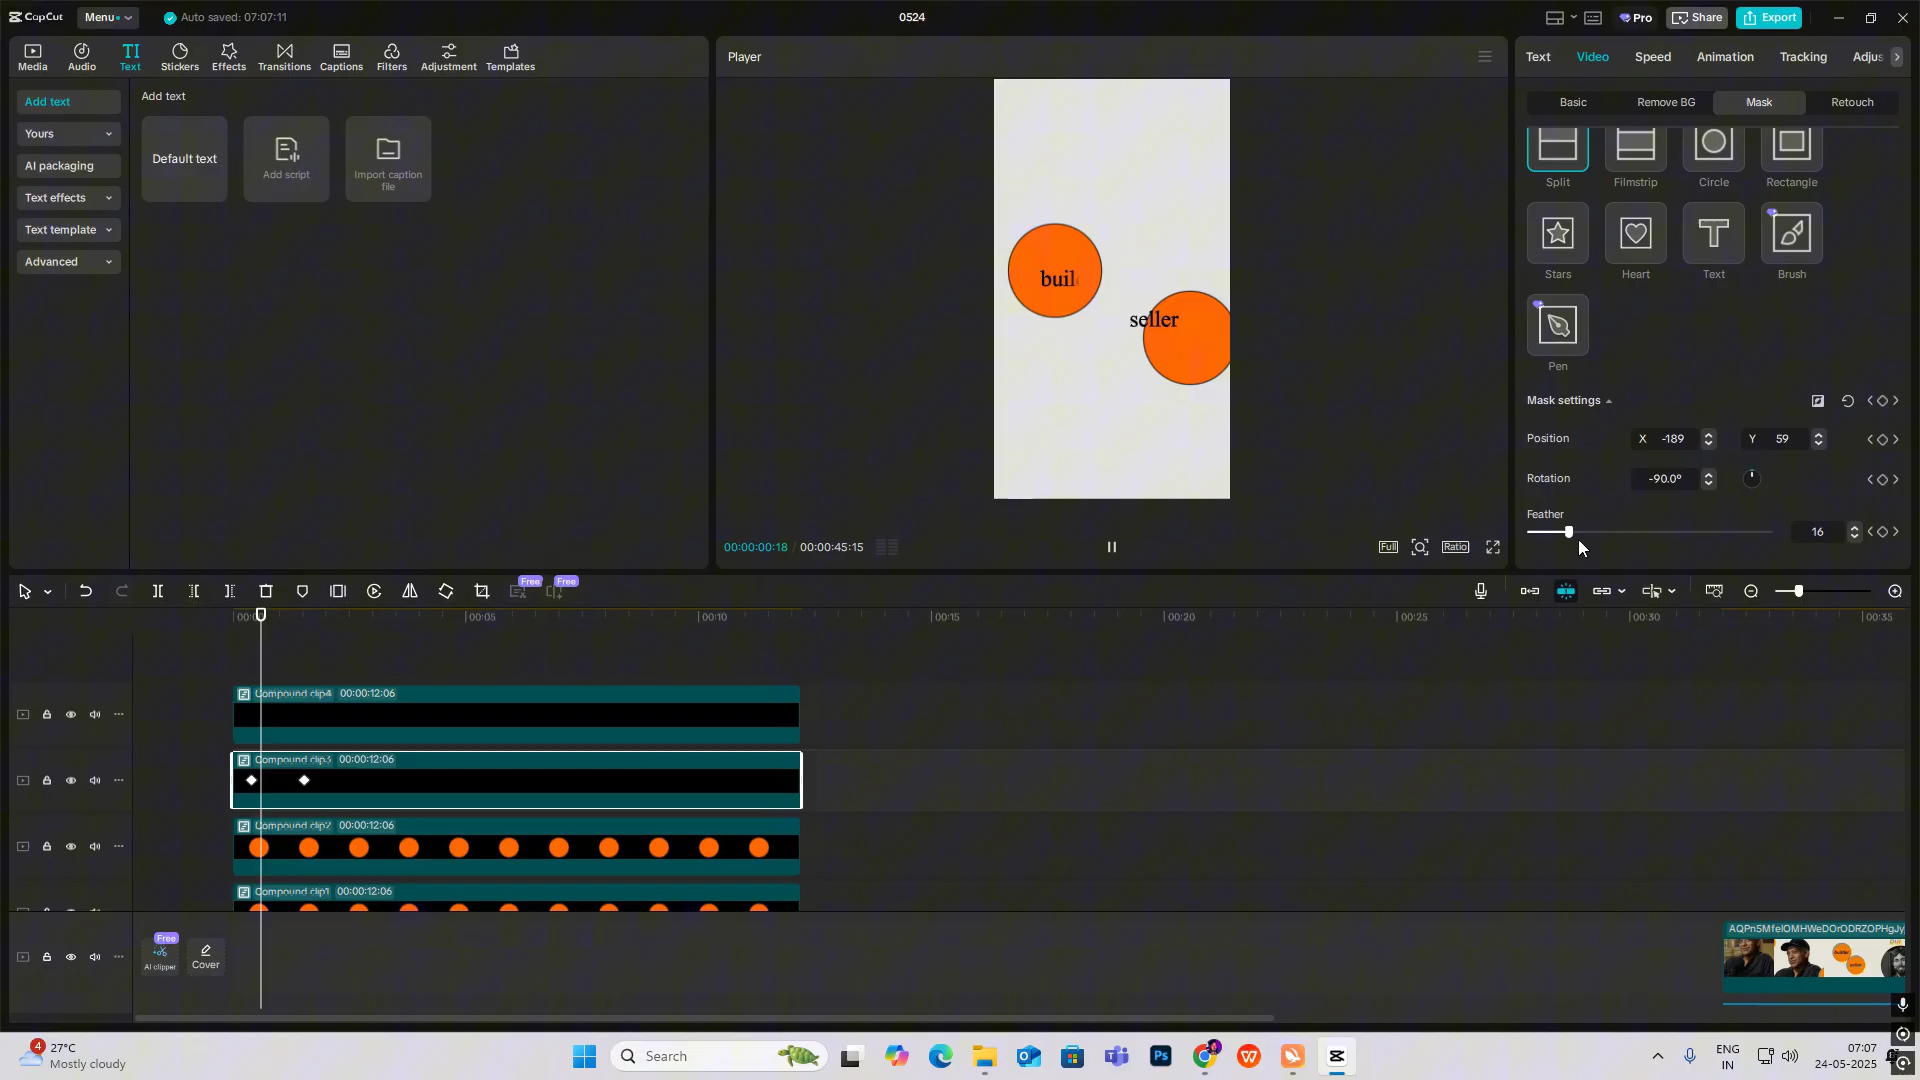 CapCut
Menu
Auto saved: 07:07:11
0524
Pro
Share
Export
Media
Audio
TI
Text
Stickers
Effects
Transitions
Captions
Filters
Adjustment
Templates
Add text
Yours
AI packaging
Text effects
Text template
Advanced
Add text
Default text
Add script
Import caption
file
Player
seller
00:00:00:18 / 00:00:45:15
Full
Ratio
Text
Video
Speed
Animation
Tracking
Adjus
Basic
Remove BG
Mask
Retouch
Split
Filmstrip
Circle
Rectangle
Stars
Heart
Text
Brush
Pen
Mask settings
Position
X -189
Y 59
Rotation
-90.0°
Feather
16
Free
Free
00:05
00:10
00:15
00:20
00:25
00:30
00:35
Compound clip4 00:00:12:06
Compound clip3 00:00:12:06
Compound clip2 00:00:12:06
Compound clip1 00:00:12:06
Free
AI clipper
Cover
4
27°C
Mostly cloudy
Search
Ps
ENG
IN
07:07
24-05-2025